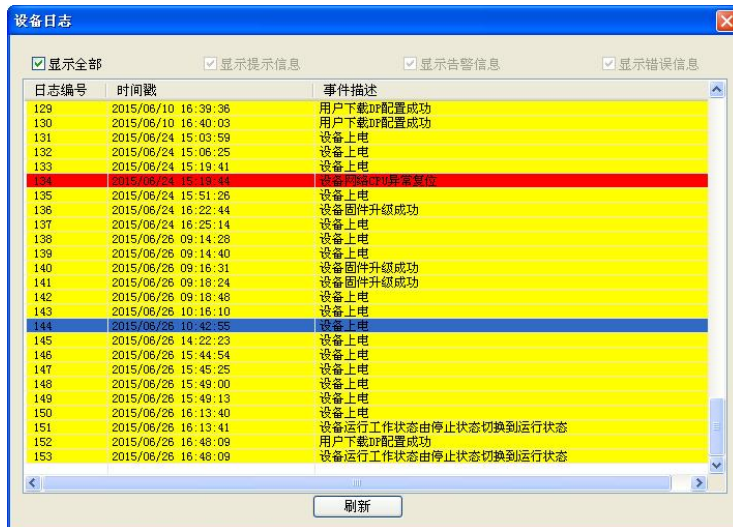 设备日志
显示全部 显示提示信息 显示告警信息 显示错误信息
日志编号 时间戳 事件描述
129 2015/06/10 16:39:36 用户下载DP配置成功
130 2015/06/10 16:40:03 用户下载DP配置成功
131 2015/06/24 15:03:59 设备上电
132 2015/06/24 15:06:25 设备上电
133 2015/06/24 15:19:41 设备上电
134 2015/06/24 15:19:44 设备网络CPU异常复位
135 2015/06/24 15:51:26 设备上电
136 2015/06/24 16:22:44 设备固件升级成功
137 2015/06/24 16:25:14 设备上电
138 2015/06/26 09:14:28 设备上电
139 2015/06/26 09:14:40 设备上电
140 2015/06/26 09:16:31 设备固件升级成功
141 2015/06/26 09:18:24 设备固件升级成功
142 2015/06/26 09:18:48 设备上电
143 2015/06/26 10:16:10 设备上电
144 2015/06/26 10:42:55 设备上电
145 2015/06/26 14:22:23 设备上电
146 2015/06/26 15:44:54 设备上电
147 2015/06/26 15:45:25 设备上电
148 2015/06/26 15:49:00 设备上电
149 2015/06/26 15:49:13 设备上电
150 2015/06/26 16:13:40 设备上电
151 2015/06/26 16:13:41 设备运行工作状态由停止状态切换到运行状态
152 2015/06/26 16:48:09 用户下载DP配置成功
153 2015/06/26 16:48:09 设备运行工作状态由停止状态切换到运行状态
刷新